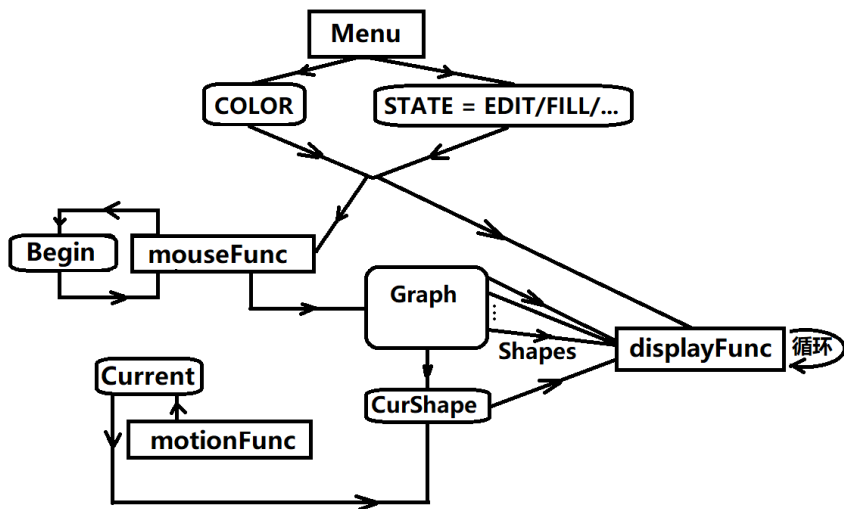 Menu
COLOR
STATE = EDIT/FILL/...
Begin
mouseFunc
Graph
...
Shapes
displayFunc
循环
Current
CurShape
motionFunc